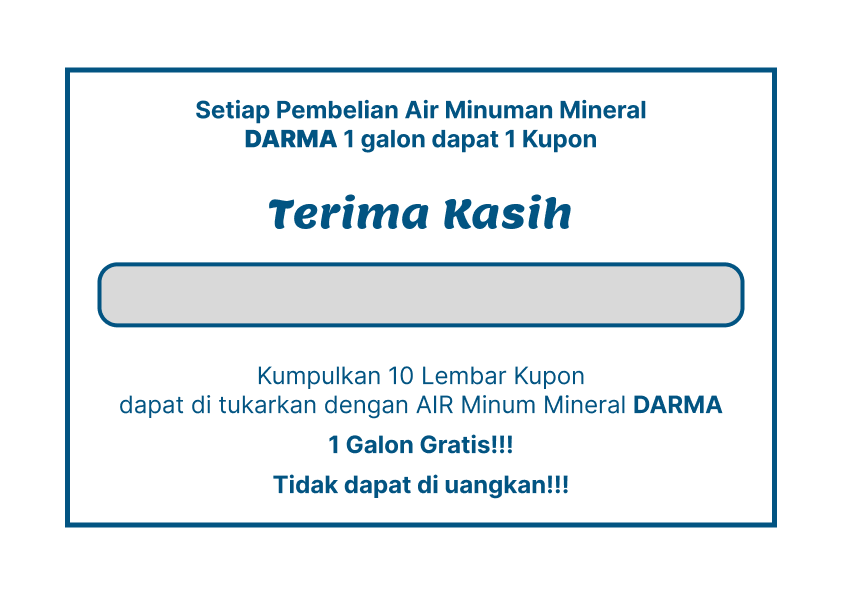 Setiap Pembelian Air Minuman Mineral
DARMA 1 galon dapat 1 Kupon
Terima Kasih
Kumpulkan 10 Lembar Kupon
dapat di tukarkan dengan AIR Minum Mineral DARMA
1 Galon Gratis!!!
Tidak dapat di uangkan!!!